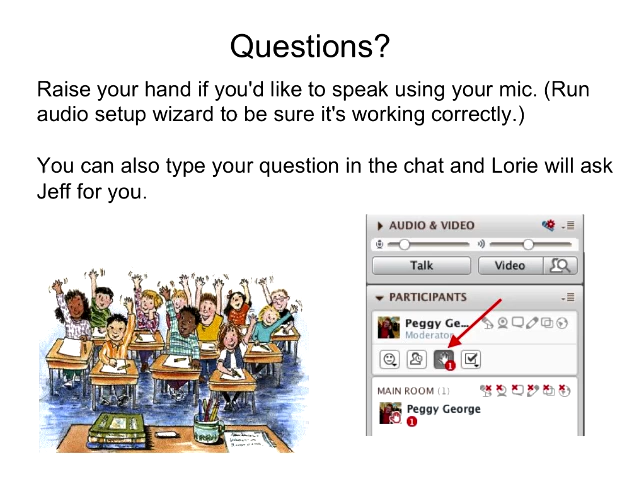 Questions?
Raise your hand if you'd like to speak using your mic. (Run
audio setup wizard to be sure it's working correctly.)
You can also type your question in the chat and Lorie will ask
Jeff for you.
AUDIO & VIDEO
Talk Video
PARTICIPANTS
Peggy Ge...
Moderator
1
MAIN ROOM (1)
Peggy George
1